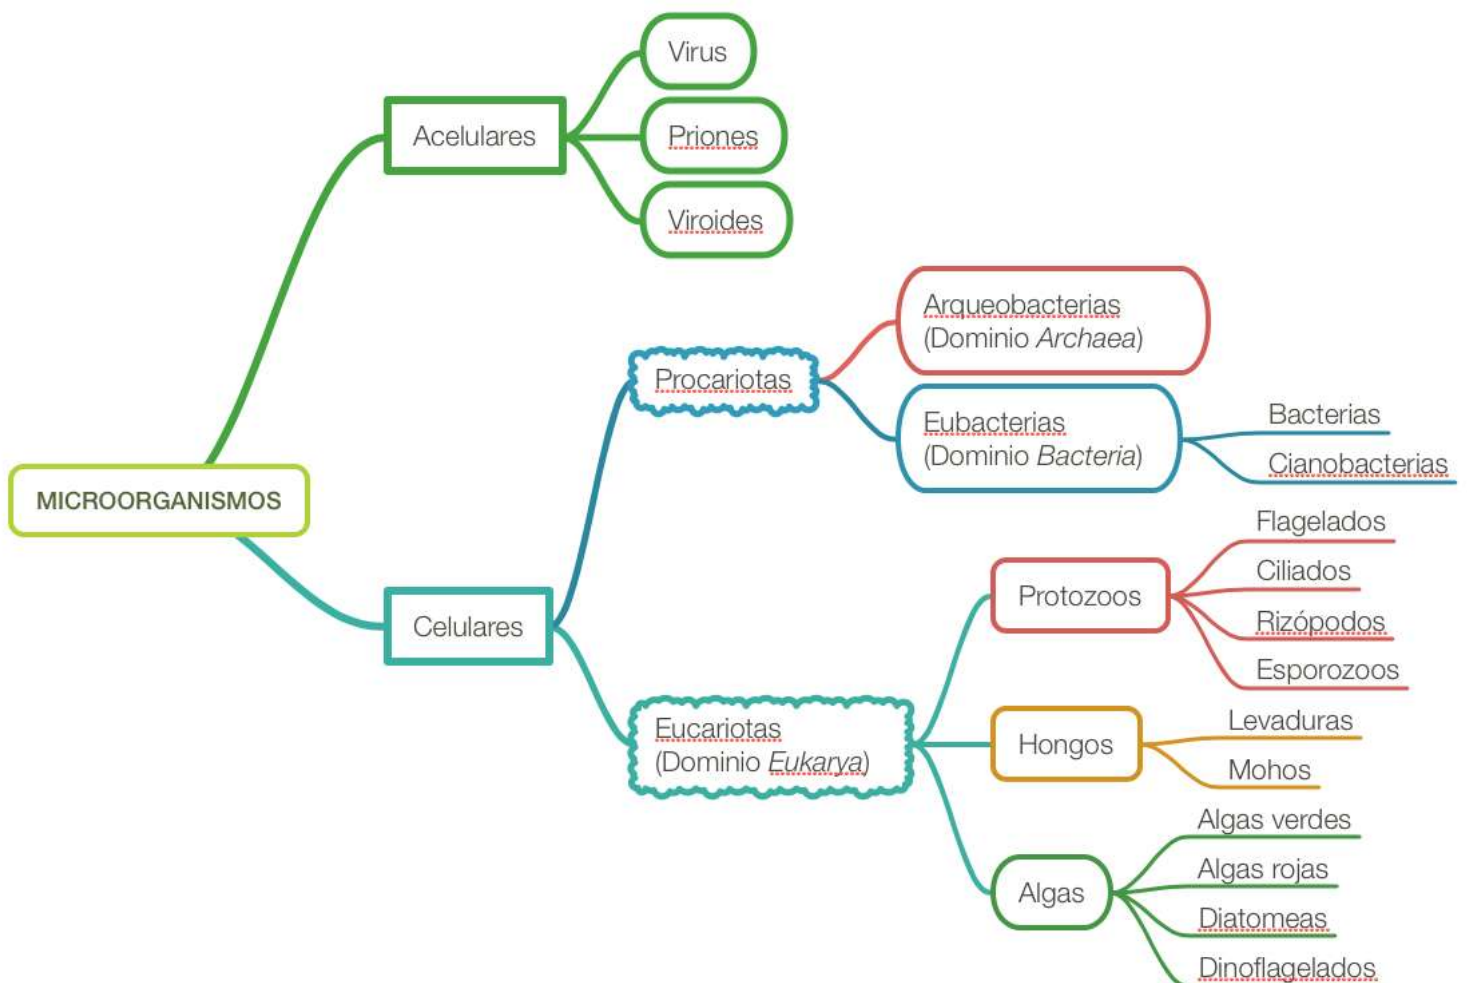 Virus
Acelulares
Priones
Viroides
Arqueobacterias
(Dominio Archaea)
Procariotas
Eubacterias
(Dominio Bacteria)
Bacterias
Cianobacterias
MICROORGANISMOS
Celulares
Flagelados
Ciliados
Protozoos
Rizópodos
Esporozoos
Eucariotas
(Dominio Eukarya)
Hongos
Levaduras
Mohos
Algas verdes
Algas rojas
Algas
Diatomeas
Dinoflagelados